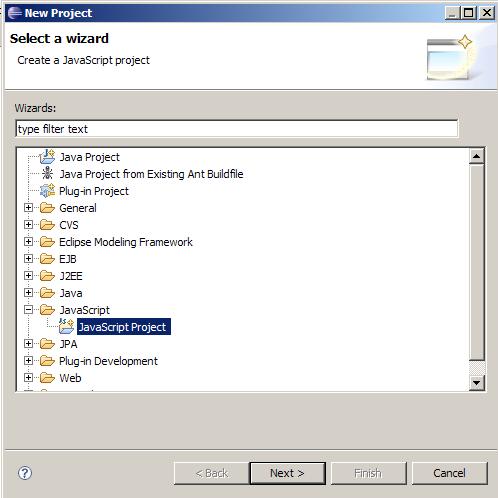 New Project
Select a wizard
Create a JavaScript project
Wizards:
type filter text
Java Project
Java Project from Existing Ant Buildfile
Plug-in Project
General
CVS
Eclipse Modeling Framework
EJB
J2EE
Java
JavaScript
JavaScript Project
JPA
Plug-in Development
Web
< Back Next > Finish Cancel